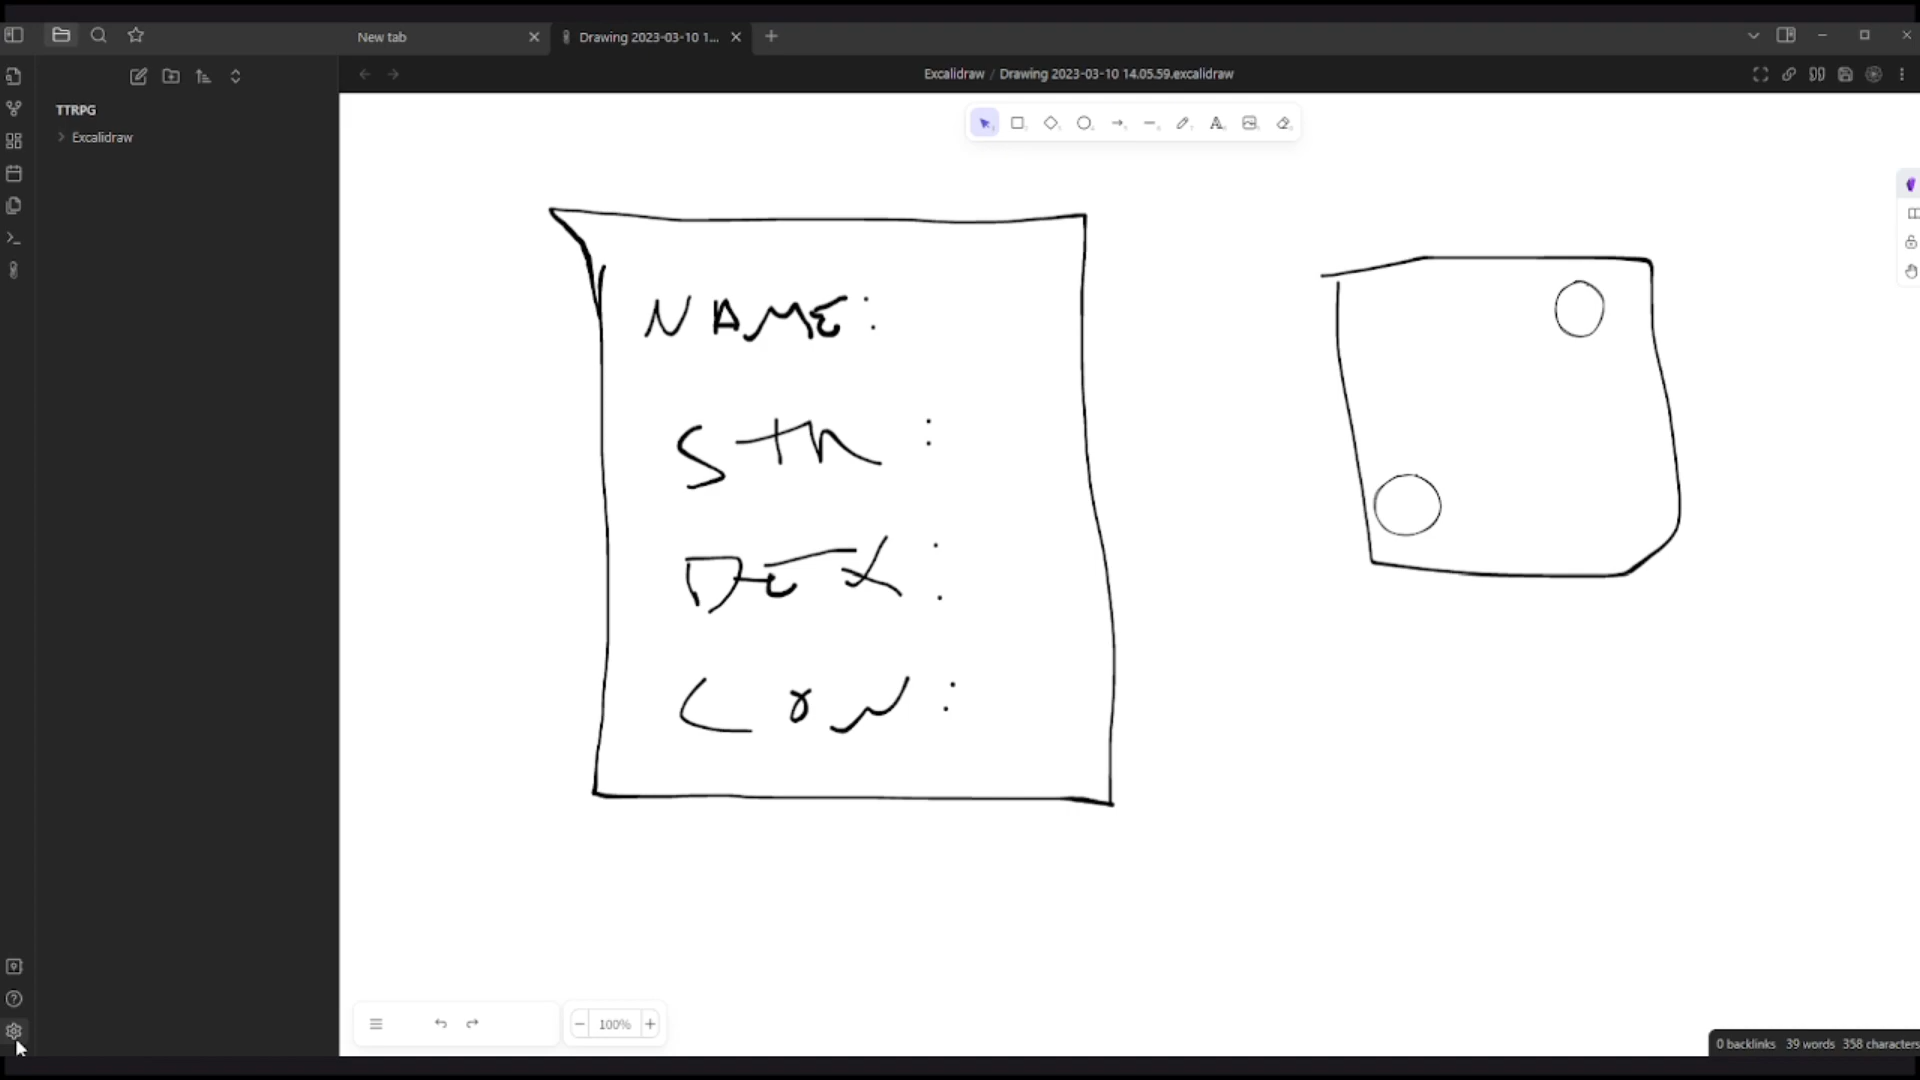 New tab
Drawing 2023-03-10 1...
Excalidraw / Drawing 2023-03-10 14.05.59.excalidraw
TTRPG
Excalidraw
NAME:
Str :
DEX :
CON :
100%
0 backlinks 39 words 358 characters